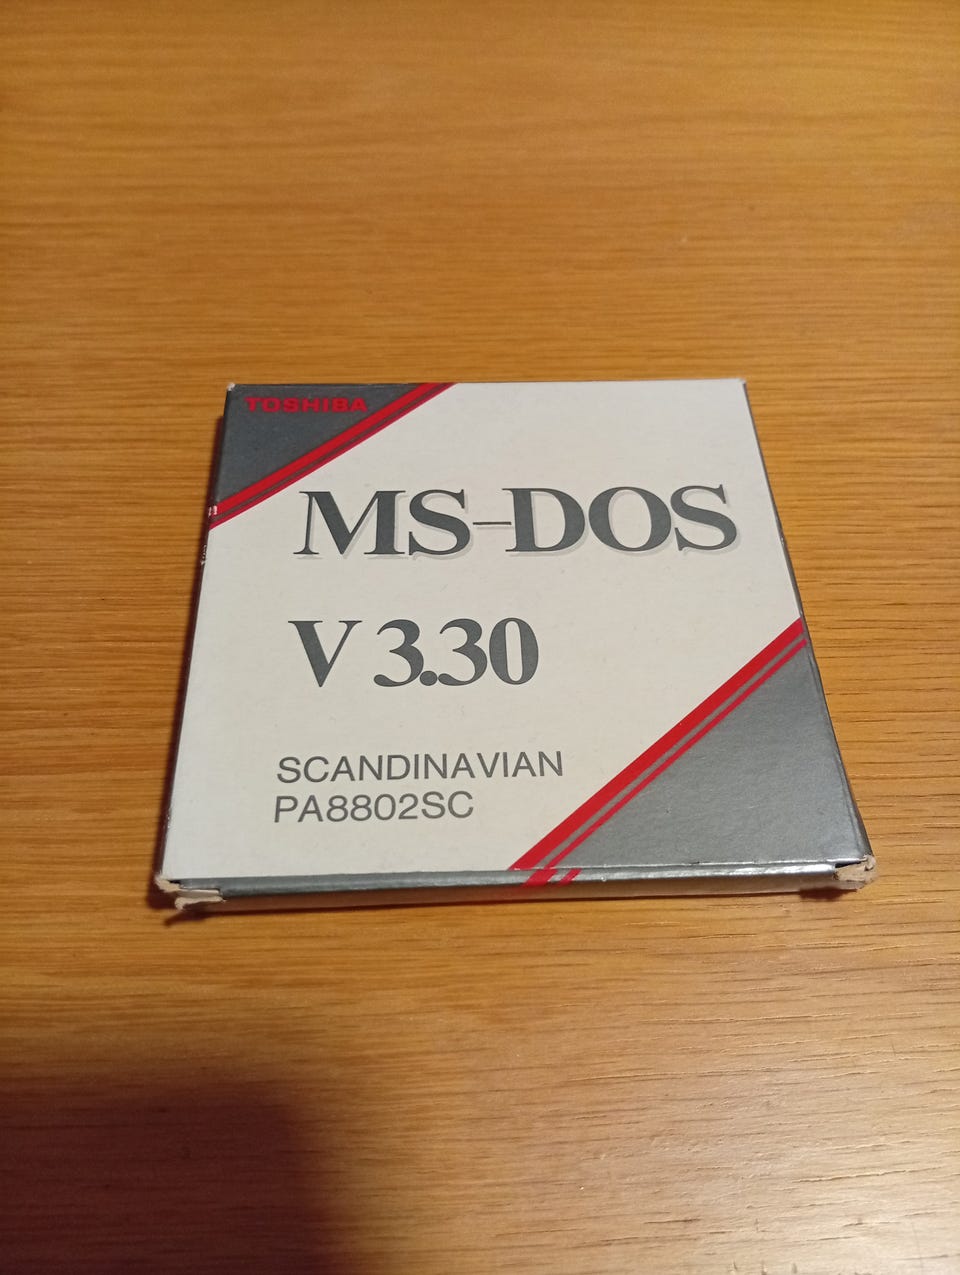 TOSHIBA
MS-DOS
V 3.30
SCANDINAVIAN
PA8802SC